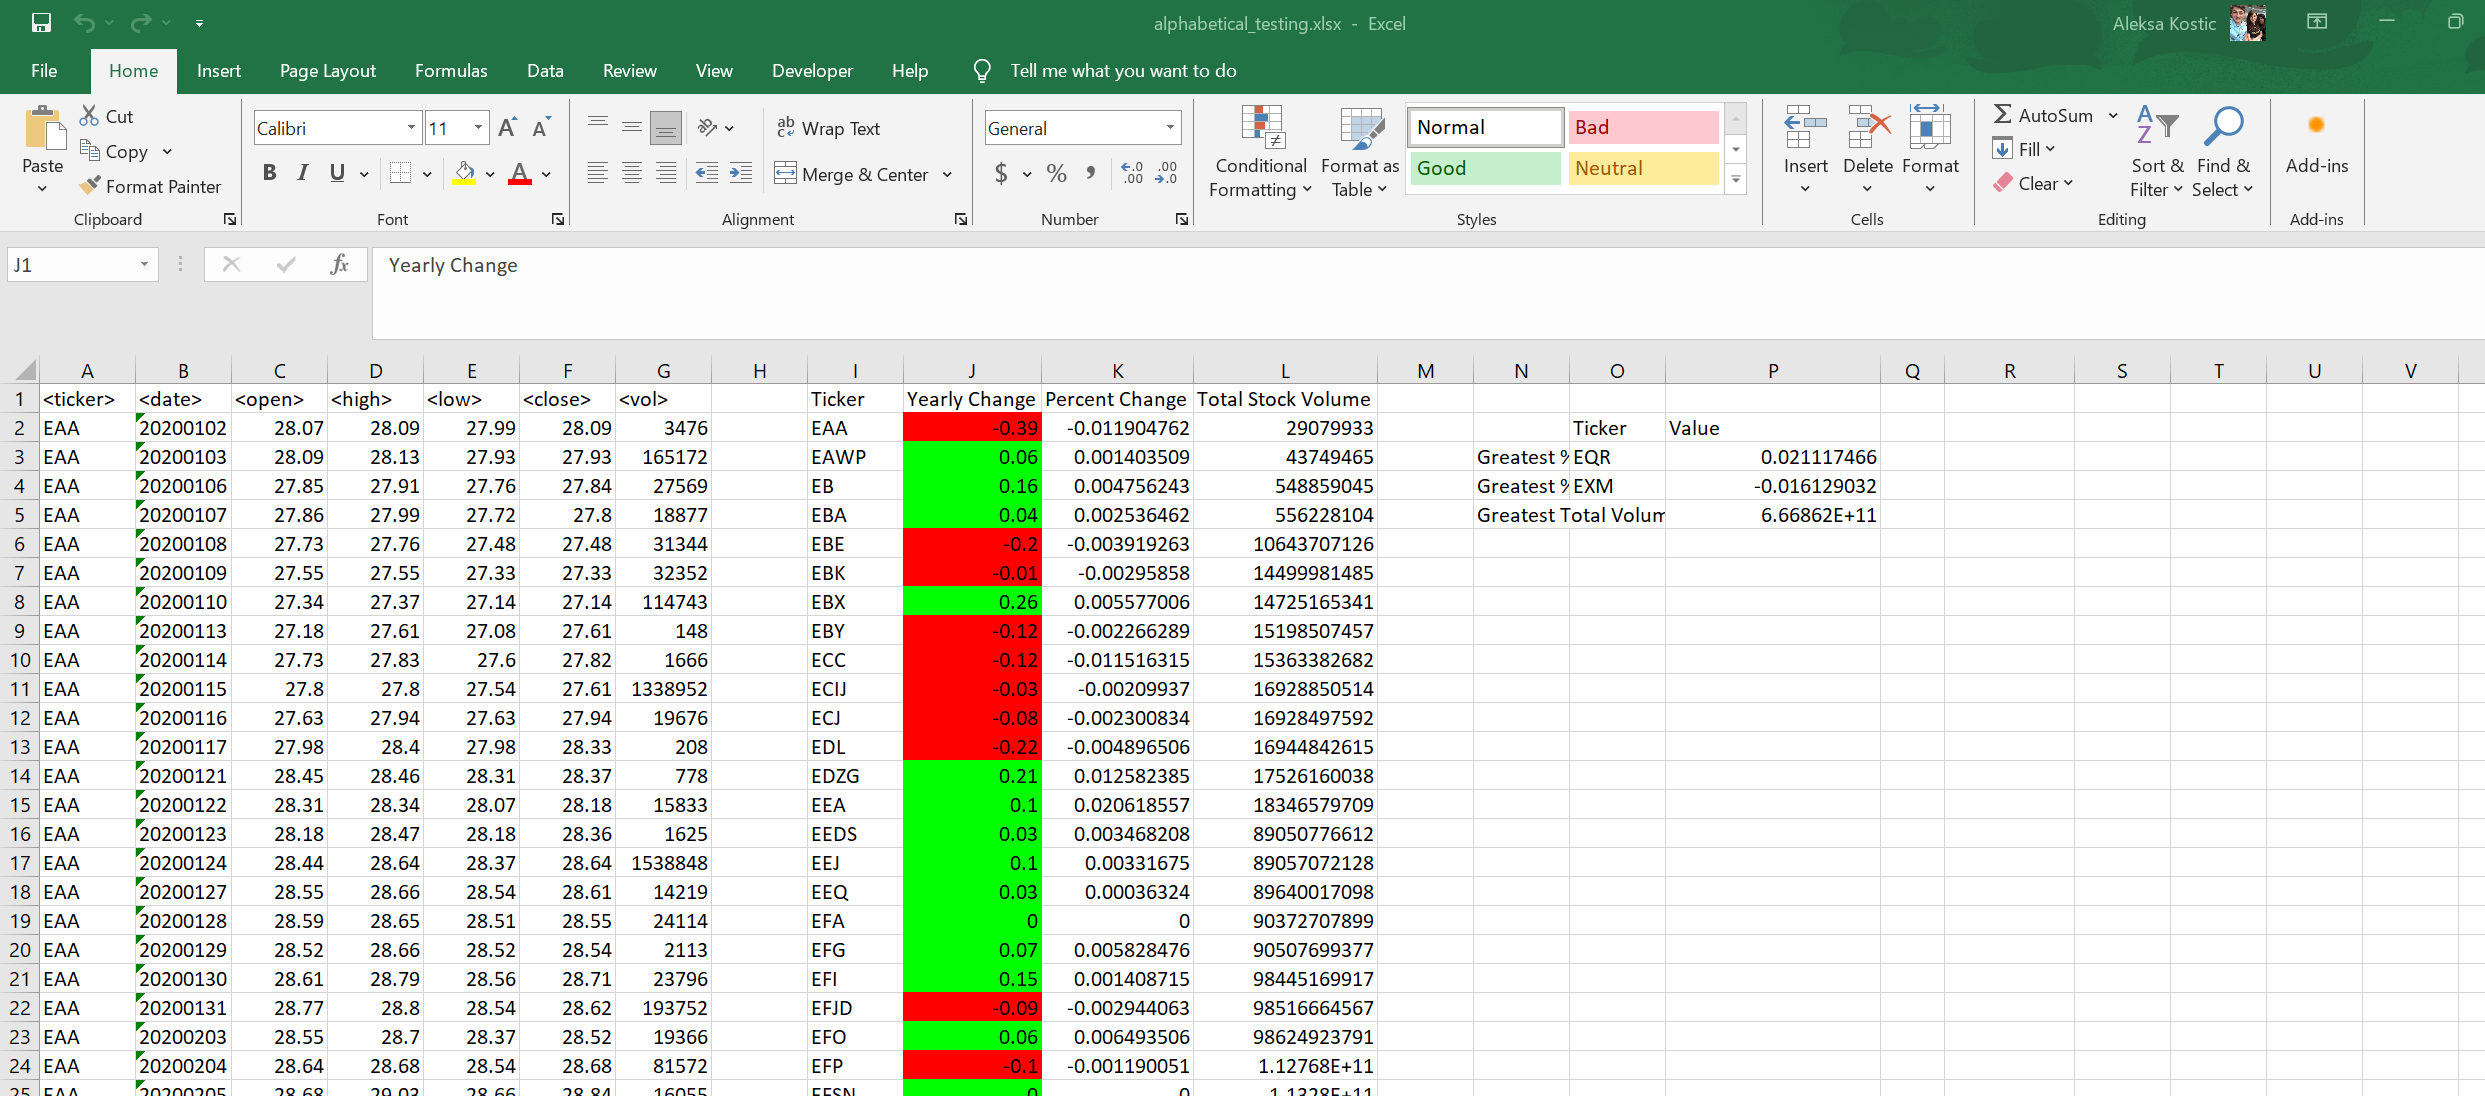 alphabetical_testing.xlsx - Excel
Aleksa Kostic
File Home Insert Page Layout Formulas Data Review View Developer Help Tell me what you want to do
Paste
Cut
Copy
Format Painter
Clipboard
Calibri 11
B I U
Font
Wrap Text
Merge & Center
Alignment
General
$ % ,
Number
Conditional Formatting
Format as Table
Normal Bad
Good Neutral
Styles
Insert Delete Format
Cells
AutoSum
Fill
Clear
Sort & Filter
Find & Select
Editing
Add-ins
Add-ins
J1 fx Yearly Change
A B C D E F G H I J K L M N O P Q R S T U V
1 <ticker> <date> <open> <high> <low> <close> <vol> Ticker Yearly Change Percent Change Total Stock Volume
2 EAA 20200102 28.07 28.09 27.99 28.09 3476 EAA -0.39 -0.011904762 29079933 Ticker Value
3 EAA 20200103 28.09 28.13 27.93 27.93 165172 EAWP 0.06 0.001403509 43749465 Greatest % EQR 0.021117466
4 EAA 20200106 27.85 27.91 27.76 27.84 27569 EB 0.16 0.004756243 548859045 Greatest % EXM -0.016129032
5 EAA 20200107 27.86 27.99 27.72 27.8 18877 EBA 0.04 0.002536462 556228104 Greatest Total Volum 6.66862E+11
6 EAA 20200108 27.73 27.76 27.48 27.48 31344 EBE -0.2 -0.003919263 10643707126
7 EAA 20200109 27.55 27.55 27.33 27.33 32352 EBK -0.01 -0.00295858 14499981485
8 EAA 20200110 27.34 27.37 27.14 27.14 114743 EBX 0.26 0.005577006 14725165341
9 EAA 20200113 27.18 27.61 27.08 27.61 148 EBY -0.12 -0.002266289 15198507457
10 EAA 20200114 27.73 27.83 27.6 27.82 1666 ECC -0.12 -0.011516315 15363382682
11 EAA 20200115 27.8 27.8 27.54 27.61 1338952 ECIJ -0.03 -0.00209937 16928850514
12 EAA 20200116 27.63 27.94 27.63 27.94 19676 ECJ -0.08 -0.002300834 16928497592
13 EAA 20200117 27.98 28.4 27.98 28.33 208 EDL -0.22 -0.004896506 16944842615
14 EAA 20200121 28.45 28.46 28.31 28.37 778 EDZG 0.21 0.012582385 17526160038
15 EAA 20200122 28.31 28.34 28.07 28.18 15833 EEA 0.1 0.020618557 18346579709
16 EAA 20200123 28.18 28.47 28.18 28.36 1625 EEDS 0.03 0.003468208 89050776612
17 EAA 20200124 28.44 28.64 28.37 28.64 1538848 EEJ 0.1 0.00331675 89057072128
18 EAA 20200127 28.55 28.66 28.54 28.61 14219 EEQ 0.03 0.00036324 89640017098
19 EAA 20200128 28.59 28.65 28.51 28.55 24114 EFA 0 0 90372707899
20 EAA 20200129 28.52 28.66 28.52 28.54 2113 EFG 0.07 0.005828476 90507699377
21 EAA 20200130 28.61 28.79 28.56 28.71 23796 EFI 0.15 0.001408715 98445169917
22 EAA 20200131 28.77 28.8 28.54 28.62 193752 EFJD -0.09 -0.002944063 98516664567
23 EAA 20200203 28.55 28.7 28.37 28.52 19366 EFO 0.06 0.006493506 98624923791
24 EAA 20200204 28.64 28.68 28.54 28.68 81572 EFP -0.1 -0.001190051 1.12768E+11
25 EAA 20200205 28.68 29.03 28.66 28.84 16055 EFSN 0 0 1.1328E+11